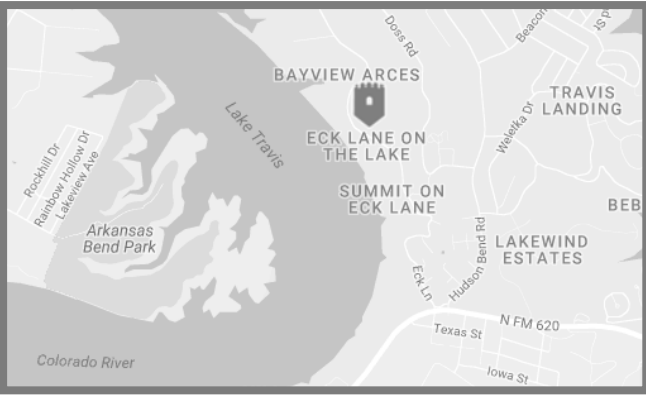 Doss Rd
Beacon
BAYVIEW ARCES
TRAVIS
LANDING
Lake Travis
ECK LANE ON
THE LAKE
Weletka Dr
Rockhill Dr
Rainbow Hollow Dr
Lakeview Ave
SUMMIT ON
ECK LANE
BEB
Arkansas
Bend Park
LAKEWIND
ESTATES
Hudson Bend Rd
Eck Ln
N FM 620
Texas St
Colorado River
Iowa St